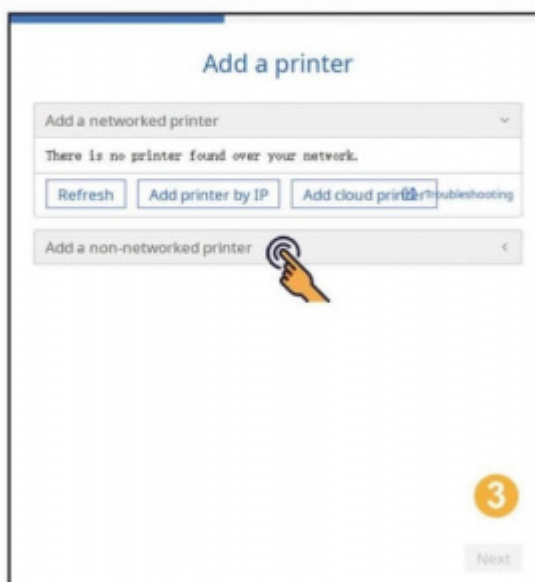 Add a printer
Add a networked printer
There is no printer found over your network.
Refresh Add printer by IP Add cloud printer Troubleshooting
Add a non-networked printer
3
Next